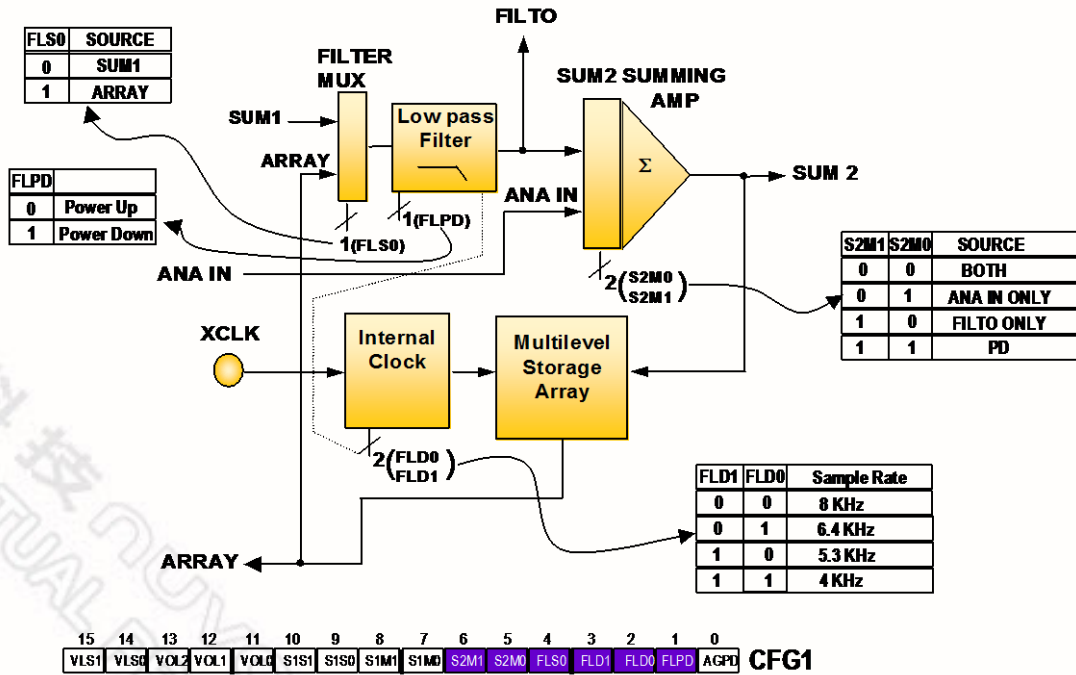 FILTO
FLS0 SOURCE
0 SUM1
1 ARRAY
FILTER
MUX
SUM2 SUMMING
AMP
SUM1
Low pass
Filter
ARRAY
Σ
SUM 2
FLPD
0 Power Up
1 Power Down
ANA IN
1(FLPD)
1(FLS0)
ANA IN
2(S2M0
S2M1)
S2M1 S2M0 SOURCE
0 0 BOTH
0 1 ANA IN ONLY
1 0 FILTO ONLY
1 1 PD
XCLK
Internal
Clock
Multilevel
Storage
Array
2(FLD0
FLD1)
FLD1 FLD0 Sample Rate
0 0 8 KHz
0 1 6.4 KHz
1 0 5.3 KHz
1 1 4 KHz
ARRAY
15 14 13 12 11 10 9 8 7 6 5 4 3 2 1 0
VLS1 VLS0 VOL2 VOL1 VOL0 S1S1 S1S0 S1M1 S1M0 S2M1 S2M0 FLS0 FLD1 FLD0 FLPD AGPD CFG1